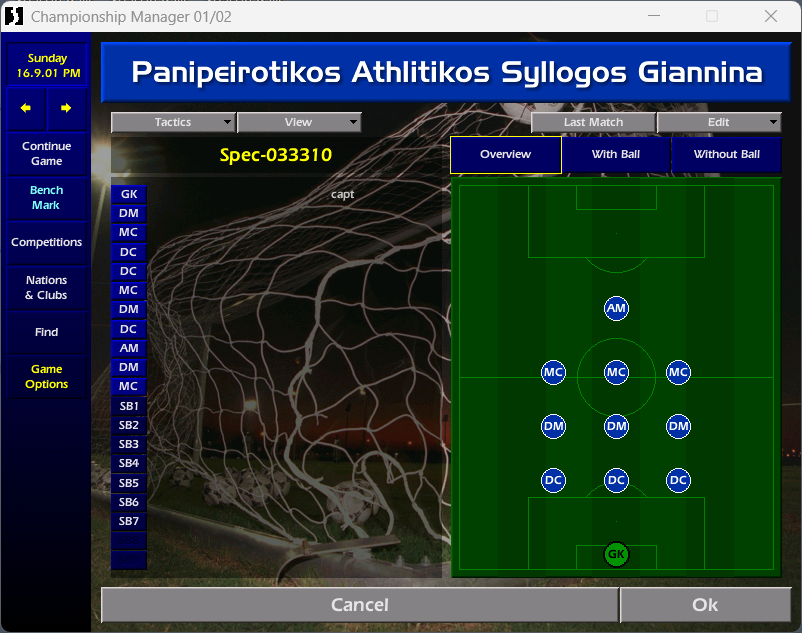 Championship Manager 01/02
Sunday
16.9.01 PM
Panipeirotikos Athlitikos Syllogos Giannina
Continue
Game
Bench
Mark
Competitions
Nations
& Clubs
Find
Game
Options
Tactics
View
Last Match
Edit
Spec-033310
Overview
With Ball
Without Ball
GK
capt
DM
MC
DC
DC
MC
DM
DC
AM
DM
MC
SB1
SB2
SB3
SB4
SB5
SB6
SB7
AM
MC MC MC
DM DM DM
DC DC DC
GK
Cancel
Ok